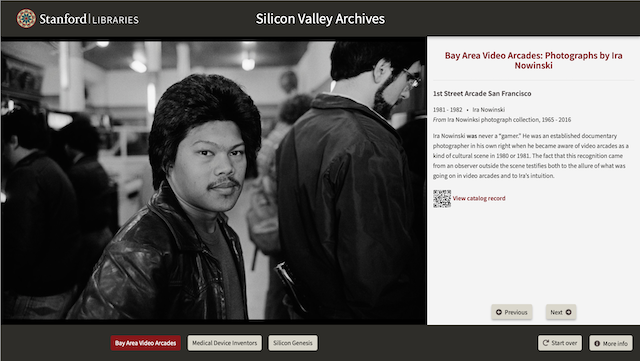 Stanford | LIBRARIES
Silicon Valley Archives
Bay Area Video Arcades: Photographs by Ira
Nowinski
1st Street Arcade San Francisco
1981 - 1982 • Ira Nowinski
From Ira Nowinksi photograph collection, 1965 - 2016
Ira Nowinski was never a "gamer." He was an established documentary
photographer in his own right when he became aware of video arcades as a
kind of cultural scene in 1980 or 1981. The fact that this recognition came
from an observer outside the scene testifies both to the allure of what was
going on in video arcades and to Ira's intuition.
View catalog record
Previous
Next
Bay Area Video Arcades
Medical Device Inventors
Silicon Genesis
Start over
More info